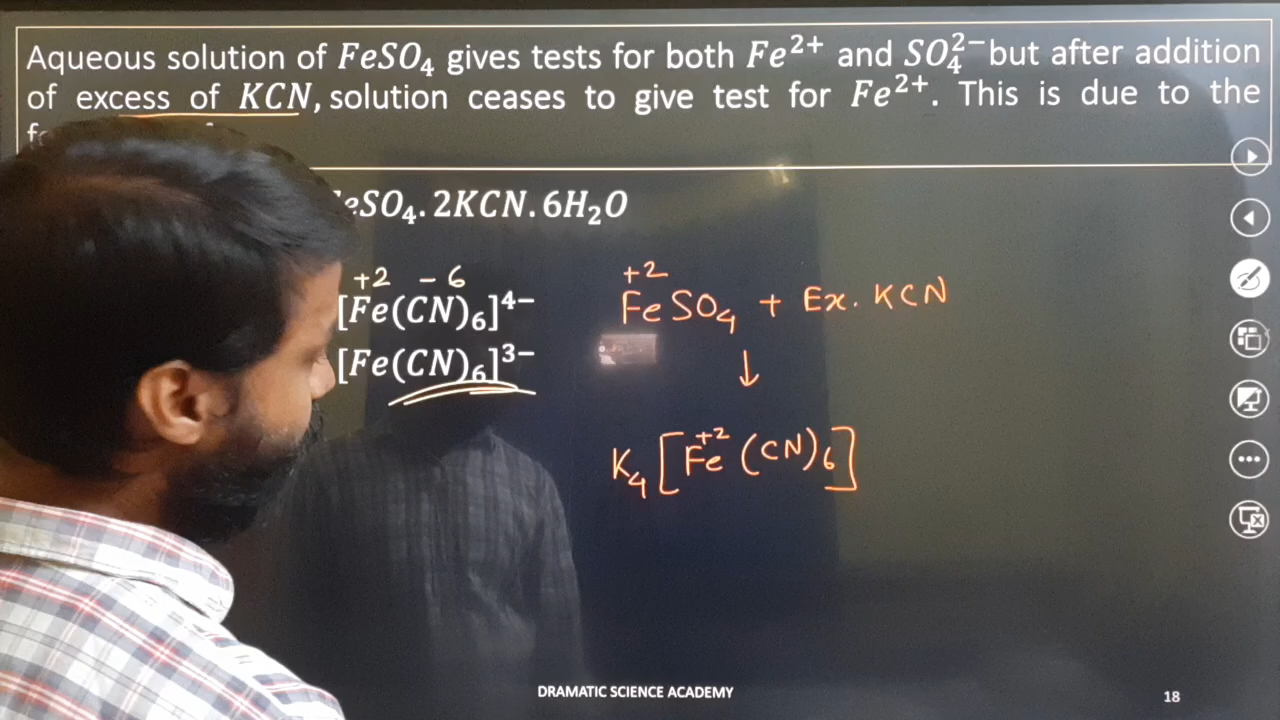 Aqueous solution of FeSO₄ gives tests for both Fe²⁺ and SO₄²⁻ but after addition
of excess of KCN, solution ceases to give test for Fe²⁺. This is due to the
eSO₄. 2KCN. 6H₂O
+2 - 6
[Fe(CN)₆]⁴⁻
[Fe(CN)₆]³⁻
+2
FeSO₄ + Ex. KCN
↓
+2
K₄[Fe(CN)₆]
DRAMATIC SCIENCE ACADEMY
18